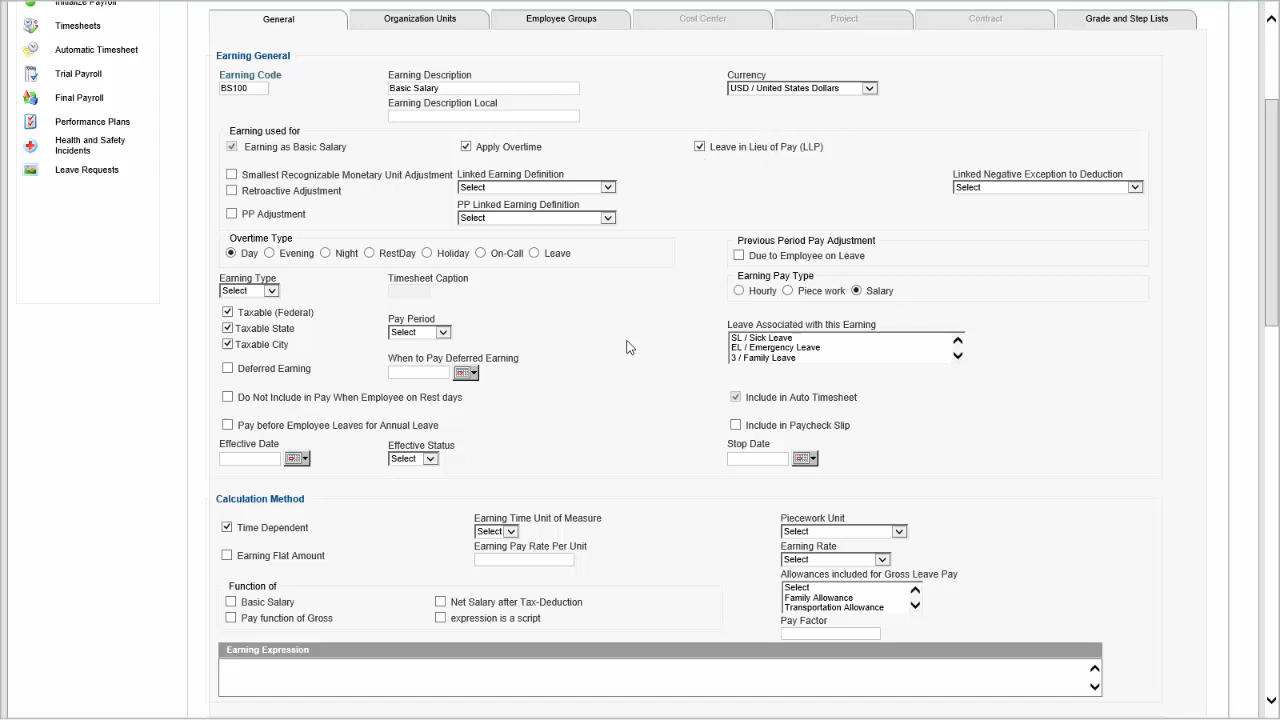 Initialize Payroll
Timesheets
Automatic Timesheet
Trial Payroll
Final Payroll
Performance Plans
Health and Safety
Incidents
Leave Requests
General
Organization Units
Employee Groups
Cost Center
Project
Contract
Grade and Step Lists
Earning General
Earning Code
Earning Description
Currency
BS100
Basic Salary
USD / United States Dollars
Earning Description Local
Earning used for
Earning as Basic Salary
Apply Overtime
Leave in Lieu of Pay (LLP)
Smallest Recognizable Monetary Unit Adjustment
Linked Earning Definition
Linked Negative Exception to Deduction
Select
Select
Retroactive Adjustment
PP Linked Earning Definition
PP Adjustment
Select
Overtime Type
Day
Evening
Night
RestDay
Holiday
On-Call
Leave
Previous Period Pay Adjustment
Due to Employee on Leave
Earning Type
Timesheet Caption
Earning Pay Type
Select
Hourly
Piece work
Salary
Taxable (Federal)
Taxable State
Taxable City
Pay Period
Select
Leave Associated with this Earning
SL / Sick Leave
EL / Emergency Leave
3 / Family Leave
Deferred Earning
When to Pay Deferred Earning
Do Not Include in Pay When Employee on Rest days
Include in Auto Timesheet
Pay before Employee Leaves for Annual Leave
Include in Paycheck Slip
Effective Date
Effective Status
Stop Date
Select
Calculation Method
Time Dependent
Earning Time Unit of Measure
Piecework Unit
Select
Select
Earning Flat Amount
Earning Pay Rate Per Unit
Earning Rate
Select
Allowances included for Gross Leave Pay
Select
Family Allowance
Transportation Allowance
Function of
Basic Salary
Net Salary after Tax-Deduction
Pay function of Gross
expression is a script
Pay Factor
Earning Expression